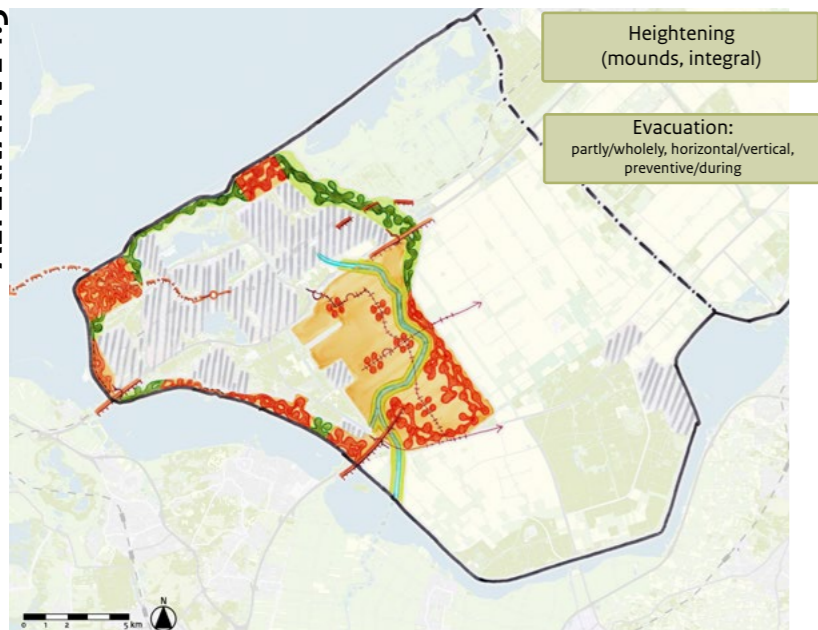 Heightening
(mounds, integral)
Evacuation:
partly/wholely, horizontal/vertical,
preventive/during
N
0 1 2 5 km